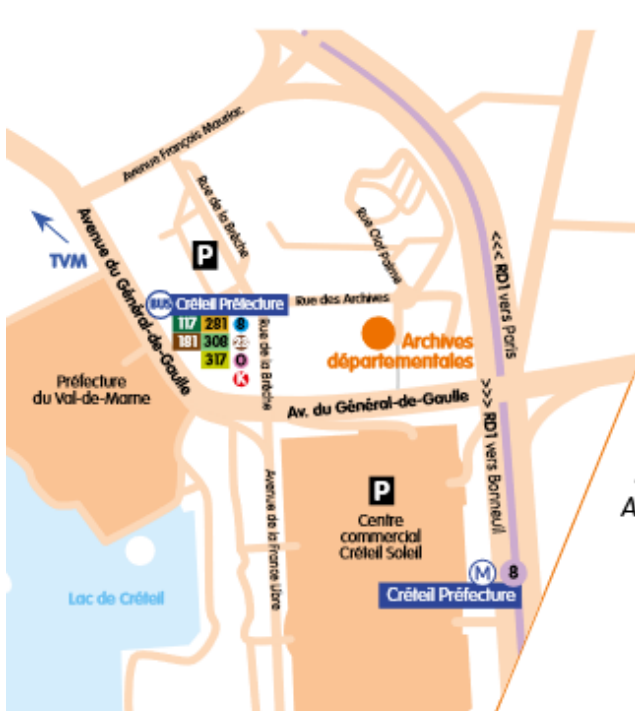 Avenue François Mauriac
Rue de la Brèche
Rue Olof Palme
<<< RD1 vers Paris
TVM
Avenue du Général-de-Gaulle
P
BUS Créteil Préfecture
117 281 8
181 308 23
317 O
K
Rue des Archives
Rue de la Brèche
Archives
départementales
Préfecture
du Val-de-Marne
Av. du Général-de-Gaulle
>>> RD1 vers Bonneuil
P
Centre
commercial
Créteil Soleil
Avenue de la France Libre
Lac de Créteil
M 8
Créteil Préfecture
A